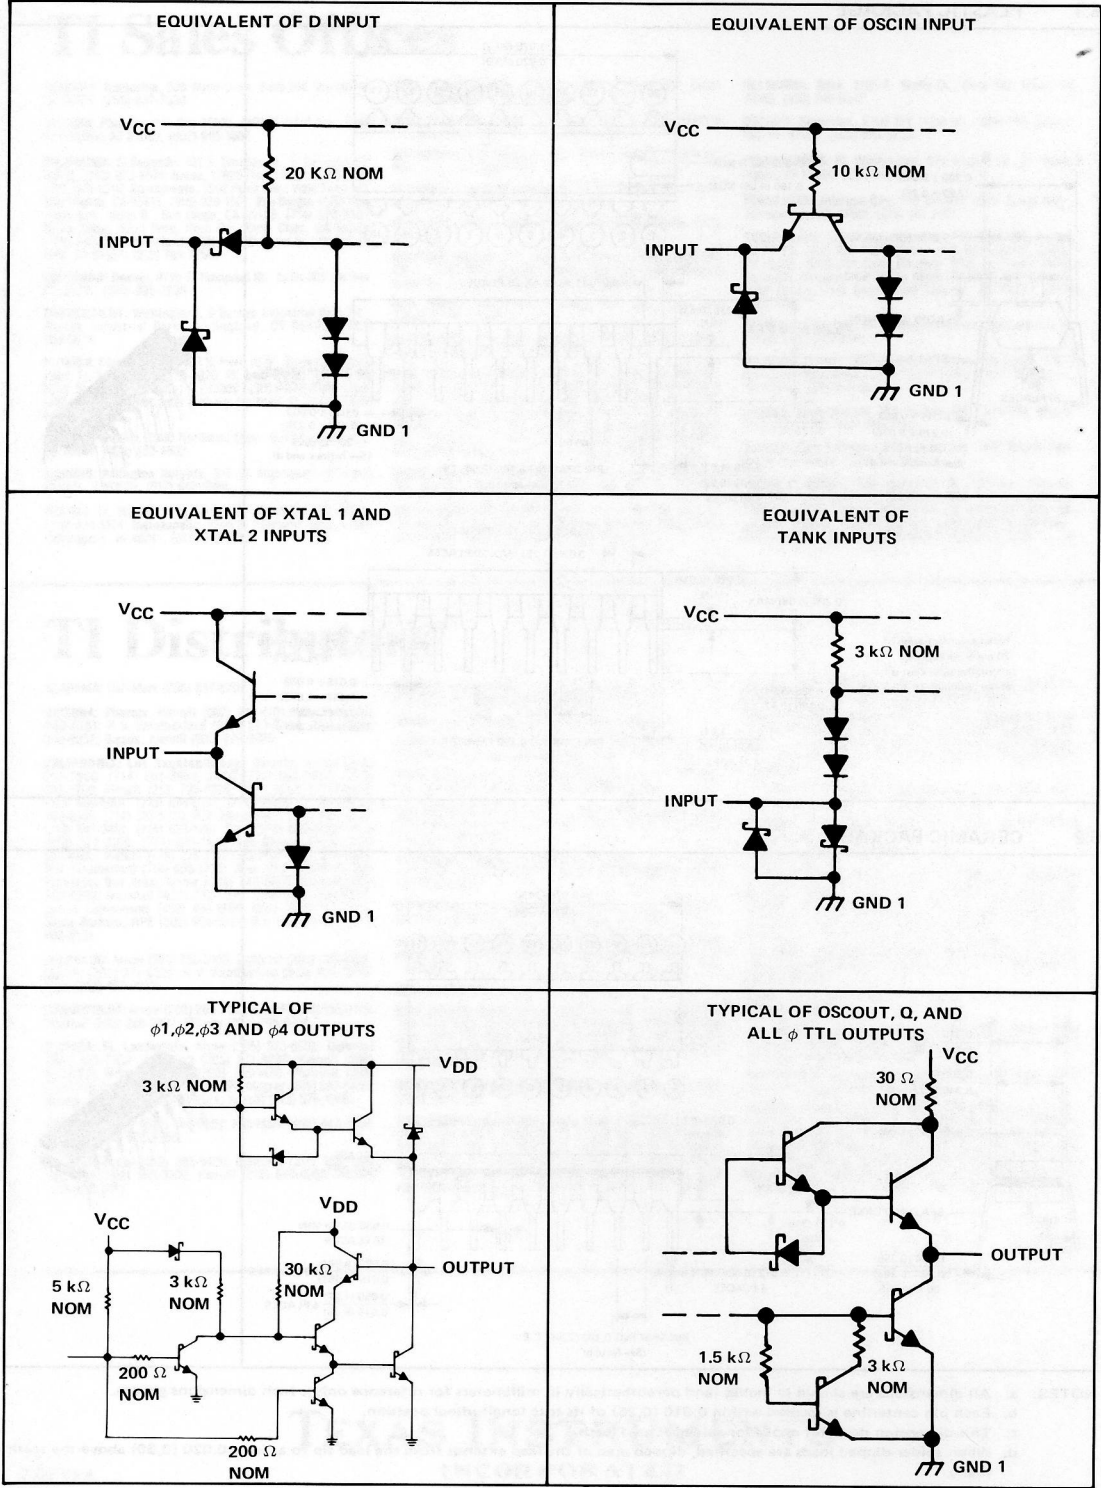 EQUIVALENT OF D INPUT
VCC
20 KΩ NOM
INPUT
GND 1
EQUIVALENT OF OSCIN INPUT
VCC
10 kΩ NOM
INPUT
GND 1
EQUIVALENT OF XTAL 1 AND
XTAL 2 INPUTS
VCC
INPUT
GND 1
EQUIVALENT OF
TANK INPUTS
VCC
3 kΩ NOM
INPUT
GND 1
TYPICAL OF
ϕ1,ϕ2,ϕ3 AND ϕ4 OUTPUTS
VDD
3 kΩ NOM
VDD
VCC
OUTPUT
5 kΩ
NOM
3 kΩ
NOM
30 kΩ
NOM
200 Ω
NOM
200 Ω
NOM
TYPICAL OF OSCOUT, Q, AND
ALL ϕ TTL OUTPUTS
VCC
30 Ω
NOM
OUTPUT
1.5 kΩ
NOM
3 kΩ
NOM
GND 1